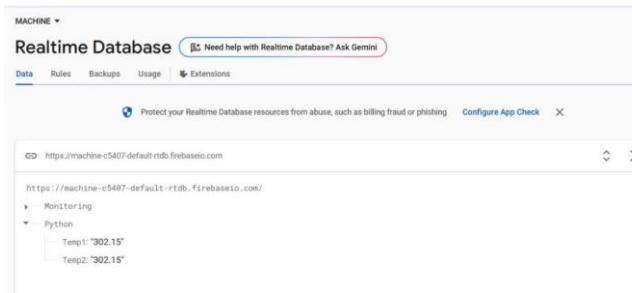 MACHINE
Realtime Database Need help with Realtime Database? Ask Gemini
Data Rules Backups Usage Extensions
Protect your Realtime Database resources from abuse, such as billing fraud or phishing Configure App Check
https://machine-c5407-default-rtdb.firebaseio.com
https://machine-c5407-default-rtdb.firebaseio.com/
Monitoring
Python
Temp1: "302.15"
Temp2: "302.15"